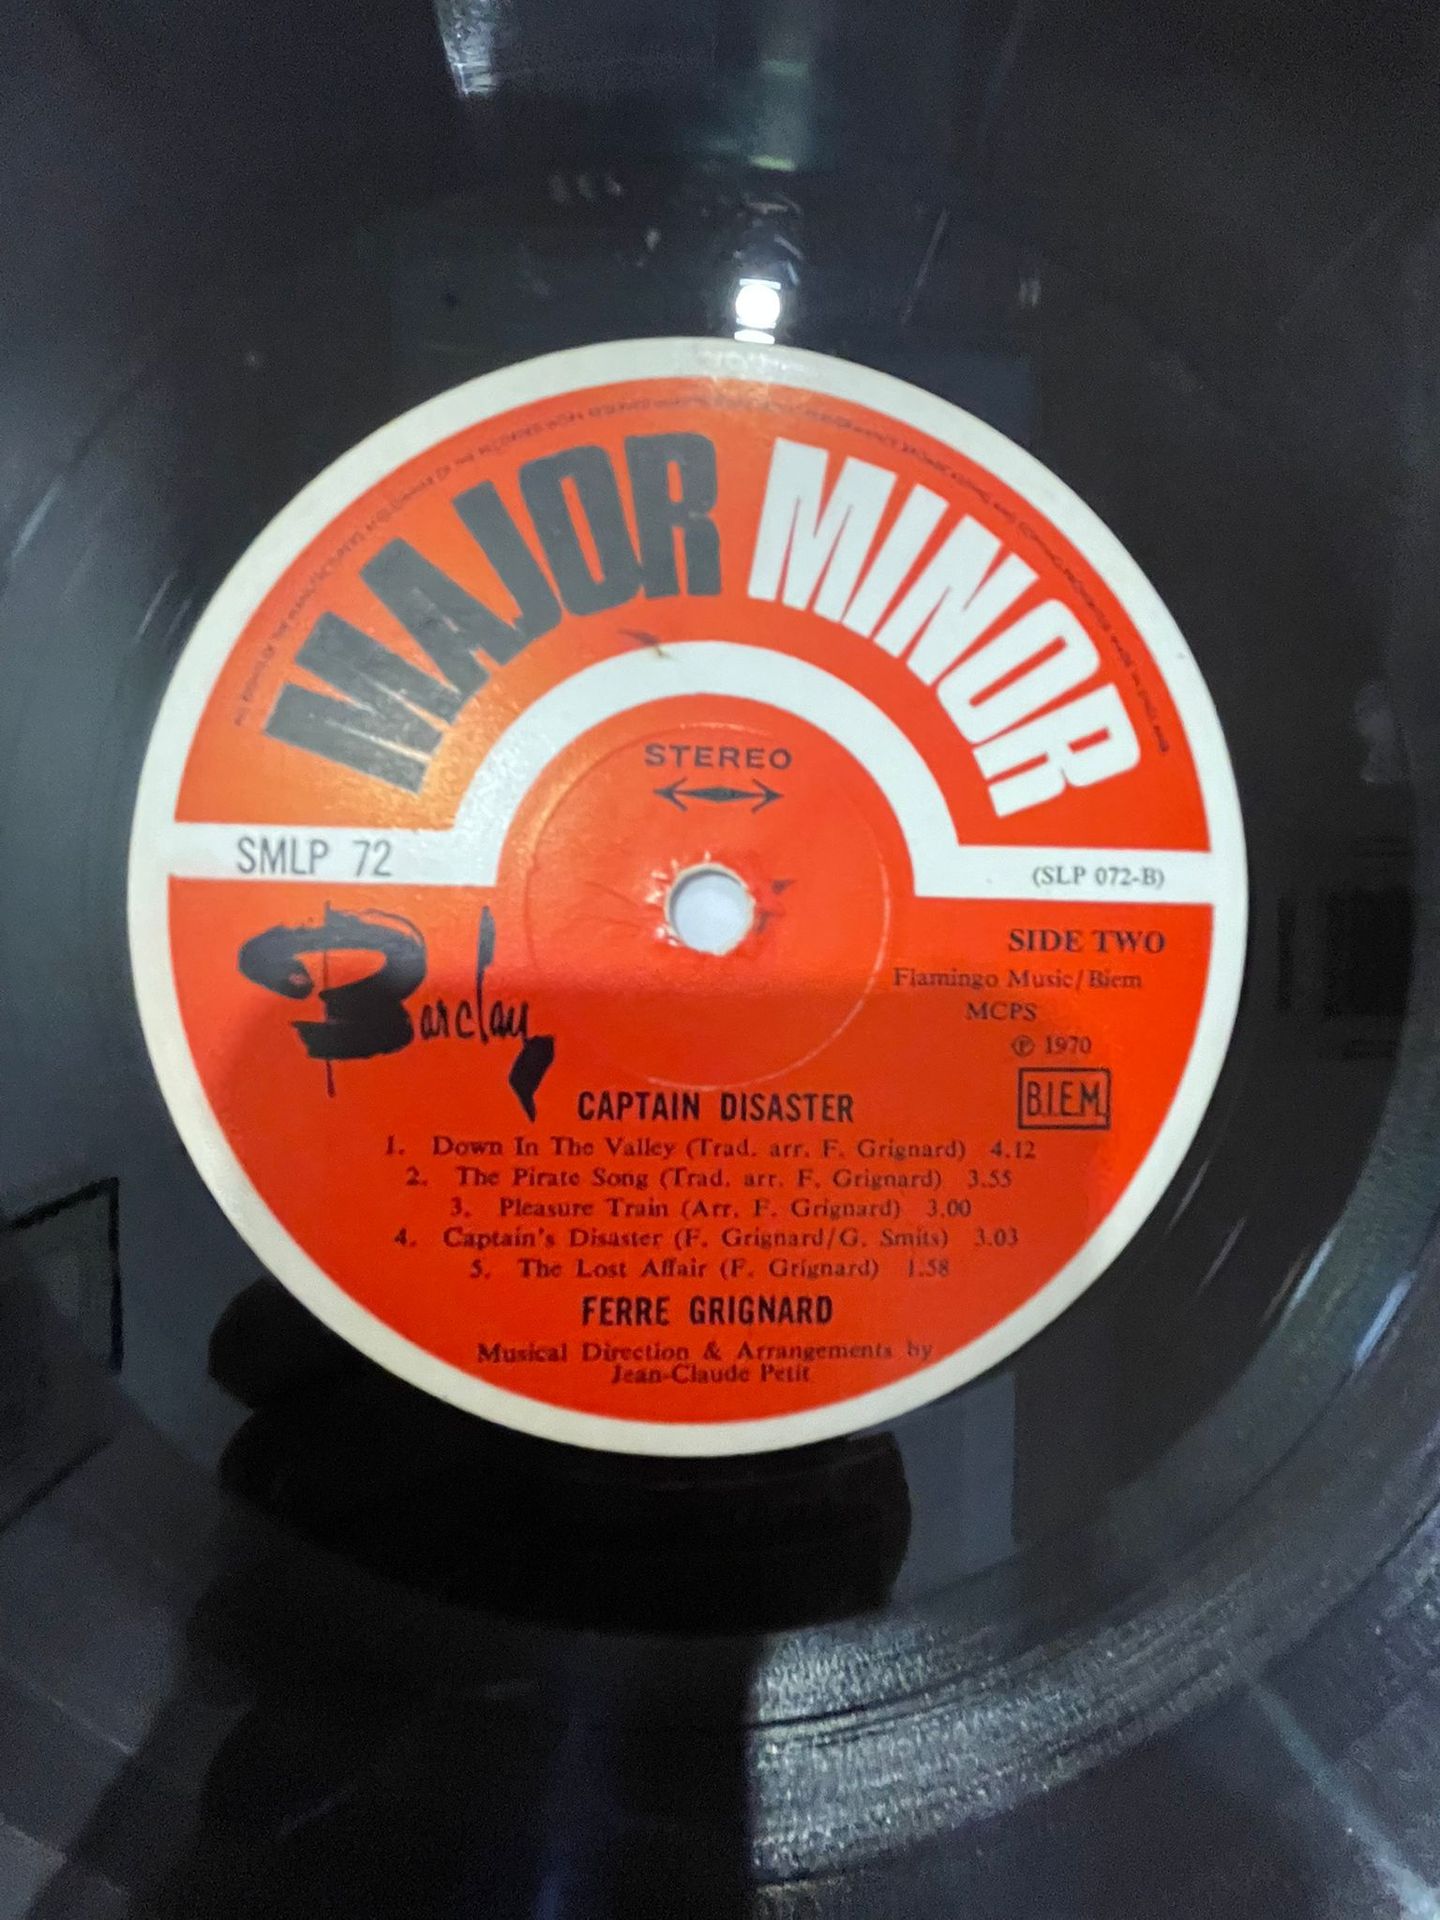 MAJOR MINOR
STEREO
SMLP 72
(SLP 072-B)
Barclay
SIDE TWO
Flamingo Music/Biem
MCPS
℗ 1970
B.I.E.M.
CAPTAIN DISASTER
1. Down In The Valley (Trad. arr. F. Grignard) 4.12
2. The Pirate Song (Trad. arr. F. Grignard) 3.55
3. Pleasure Train (Arr. F. Grignard) 3.00
4. Captain's Disaster (F. Grignard/G. Smits) 3.03
5. The Lost Affair (F. Grignard) 1.58
FERRE GRIGNARD
Musical Direction & Arrangements by
Jean-Claude Petit